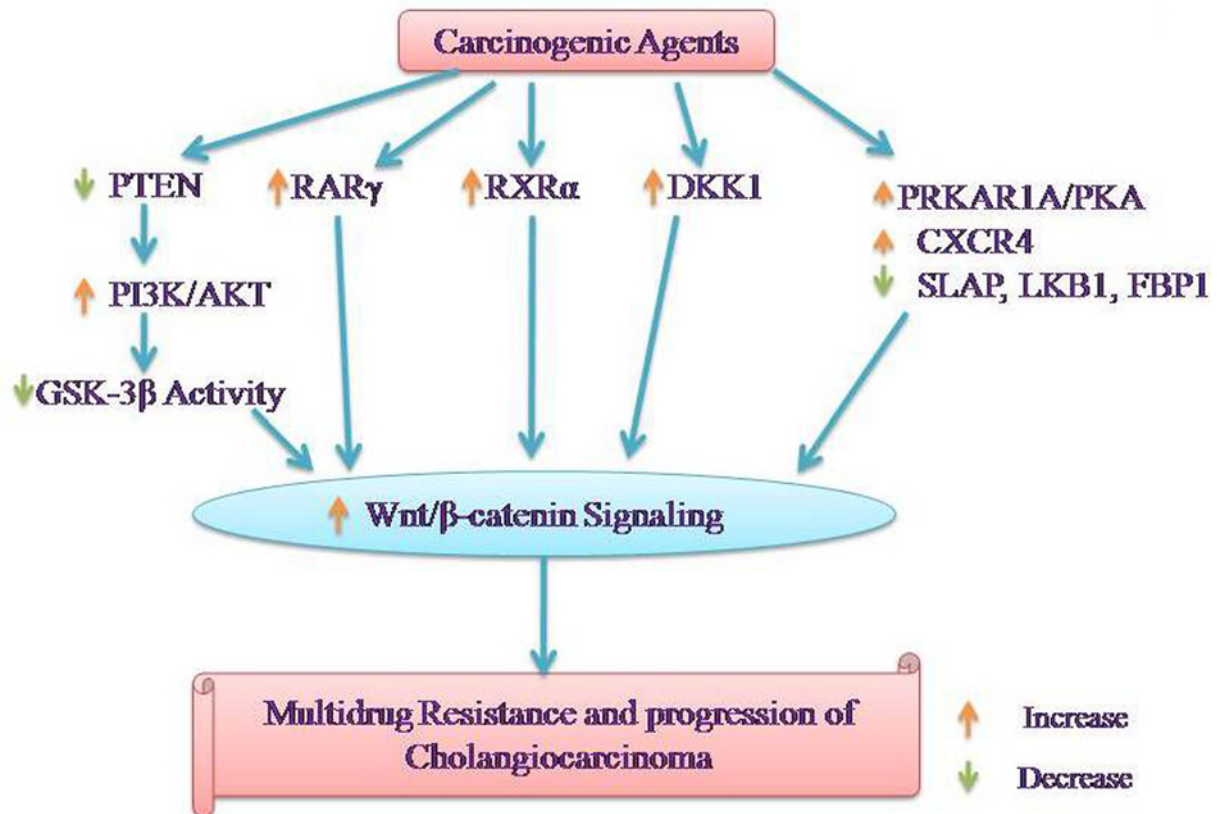 Carcinogenic Agents
PTEN
RARγ
RXRα
DKK1
PRKAR1A/PKA
CXCR4
SLAP, LKB1, FBP1
PI3K/AKT
GSK-3β Activity
Wnt/β-catenin Signaling
Multidrug Resistance and progression of
Cholangiocarcinoma
Increase
Decrease